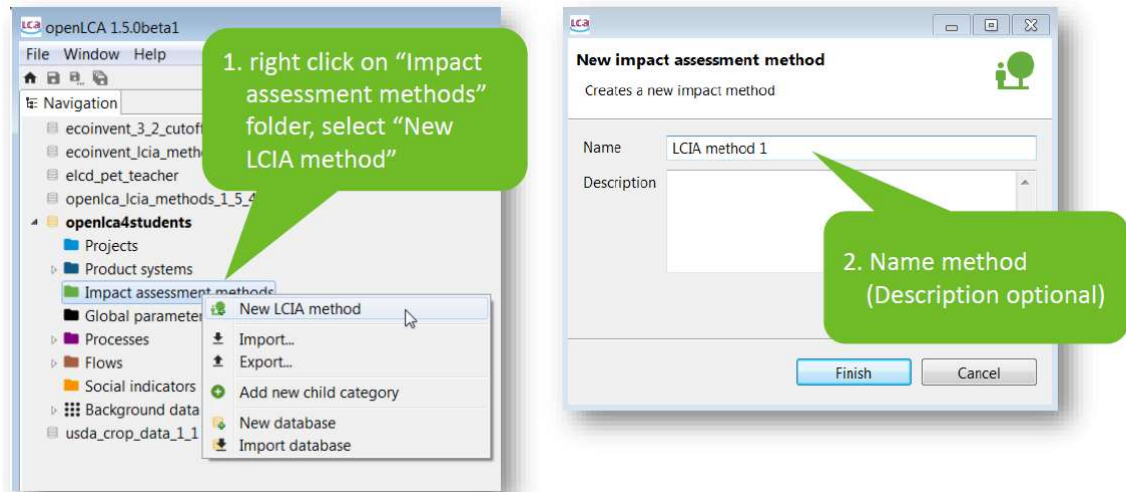 LCA openLCA 1.5.0beta1
File Window Help
Navigation
ecoinvent_3_2_cutoff
ecoinvent_lcia_meth
elcd_pet_teacher
openlca_lcia_methods_1_5_4
openlca4students
Projects
Product systems
Impact assessment methods
Global parameter
Processes
Flows
Social indicators
Background data
usda_crop_data_1_1
1. right click on “Impact
assessment methods”
folder, select “New
LCIA method”
New LCIA method
Import...
Export...
Add new child category
New database
Import database
LCA
New impact assessment method
Creates a new impact method
Name LCIA method 1
Description
2. Name method
(Description optional)
Finish Cancel